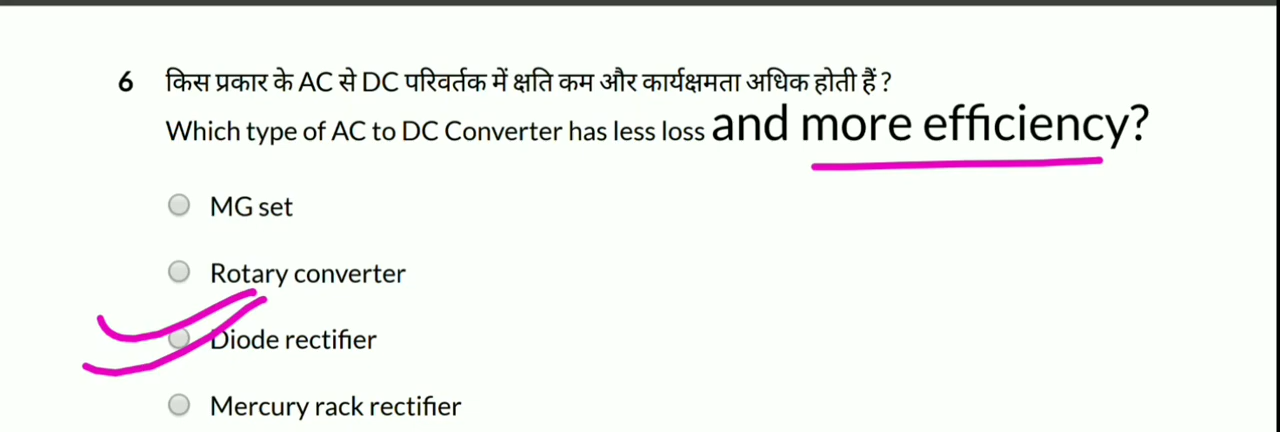 6 किस प्रकार के AC से DC परिवर्तक में क्षति कम और कार्यक्षमता अधिक होती हैं ?
Which type of AC to DC Converter has less loss and more efficiency?
MG set
Rotary converter
Diode rectifier
Mercury rack rectifier